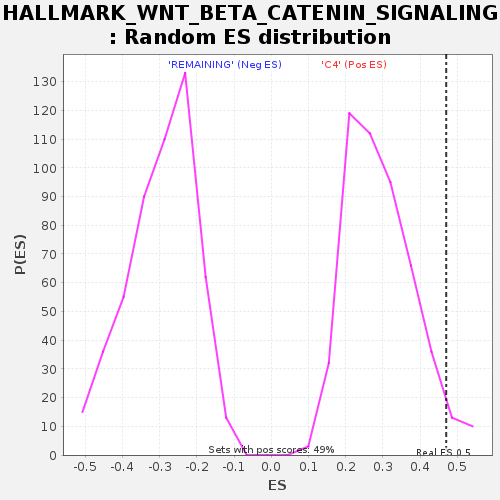 HALLMARK_WNT_BETA_CATENIN_SIGNALING
: Random ES distribution
'REMAINING' (Neg ES)
'C4' (Pos ES)
130
120
110
100
90
80
70
60
50
40
30
20
10
0
P(ES)
Sets with pos scores: 49%
Real ES 0.5
-0.5 -0.4 -0.3 -0.2 -0.1 0.0 0.1 0.2 0.3 0.4 0.5
ES